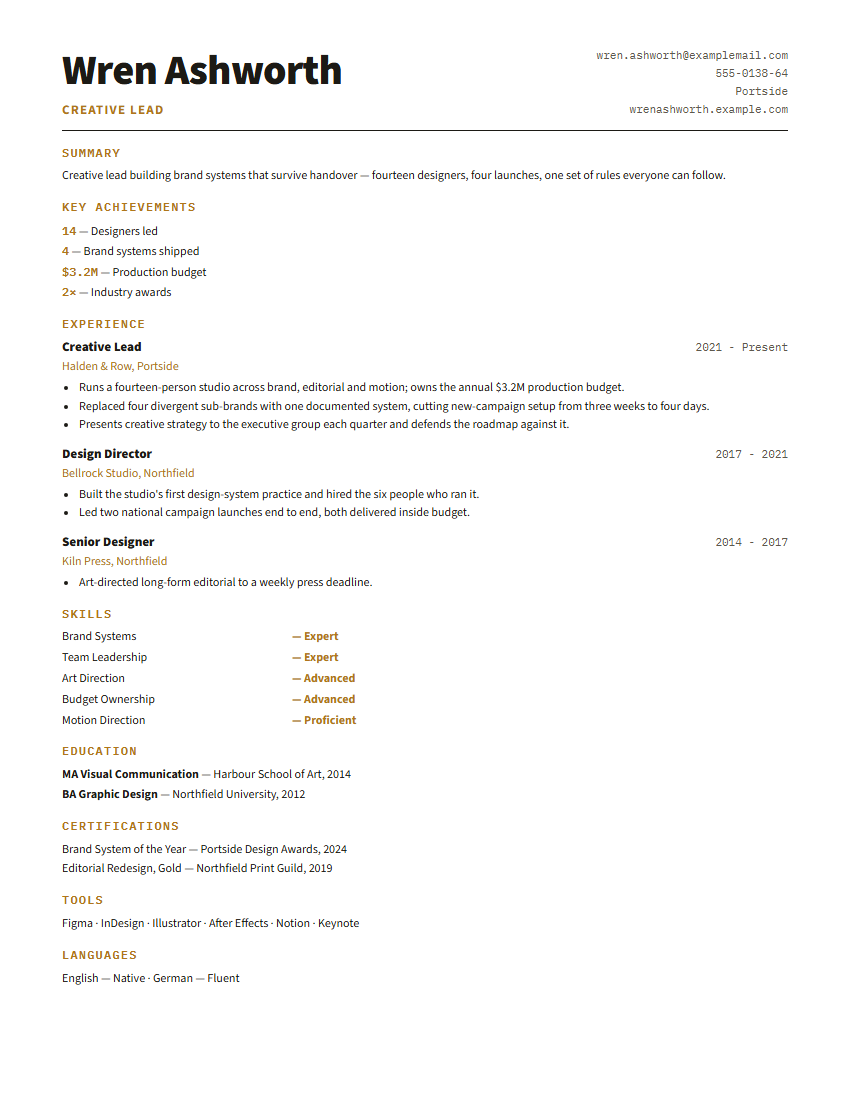 Wren Ashworth
CREATIVE LEAD
wren.ashworth@examplemail.com
555-0138-64
Portside
wrenashworth.example.com
SUMMARY
Creative lead building brand systems that survive handover — fourteen designers, four launches, one set of rules everyone can follow.
KEY ACHIEVEMENTS
14 — Designers led
4 — Brand systems shipped
$3.2M — Production budget
2× — Industry awards
EXPERIENCE
Creative Lead 2021 - Present
Halden & Row, Portside
• Runs a fourteen-person studio across brand, editorial and motion; owns the annual $3.2M production budget.
• Replaced four divergent sub-brands with one documented system, cutting new-campaign setup from three weeks to four days.
• Presents creative strategy to the executive group each quarter and defends the roadmap against it.
Design Director 2017 - 2021
Bellrock Studio, Northfield
• Built the studio's first design-system practice and hired the six people who ran it.
• Led two national campaign launches end to end, both delivered inside budget.
Senior Designer 2014 - 2017
Kiln Press, Northfield
• Art-directed long-form editorial to a weekly press deadline.
SKILLS
Brand Systems — Expert
Team Leadership — Expert
Art Direction — Advanced
Budget Ownership — Advanced
Motion Direction — Proficient
EDUCATION
MA Visual Communication — Harbour School of Art, 2014
BA Graphic Design — Northfield University, 2012
CERTIFICATIONS
Brand System of the Year — Portside Design Awards, 2024
Editorial Redesign, Gold — Northfield Print Guild, 2019
TOOLS
Figma · InDesign · Illustrator · After Effects · Notion · Keynote
LANGUAGES
English — Native · German — Fluent